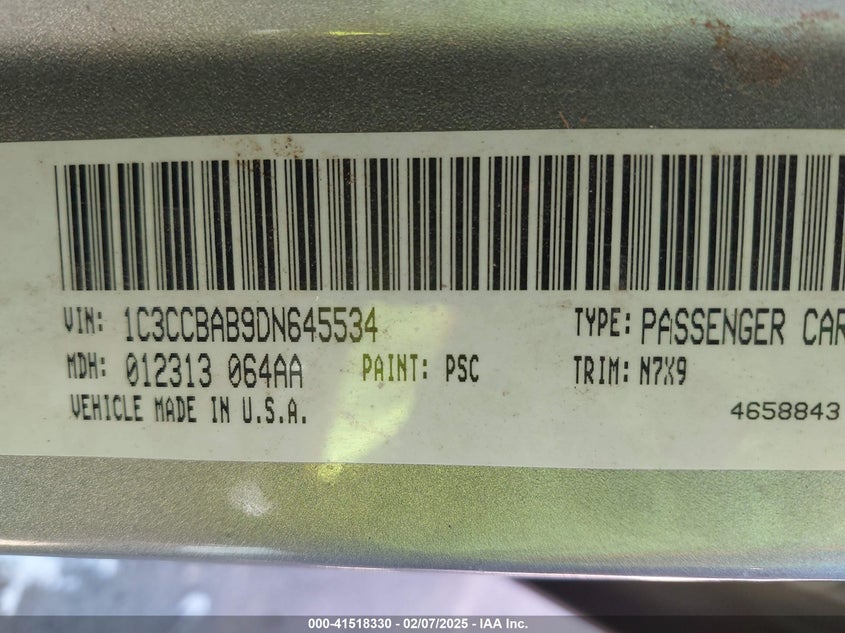 VIN: 1C3CCBAB9DN645534 TYPE: PASSENGER CAR
MDH: 012313 064AA PAINT: PSC TRIM: N7X9
VEHICLE MADE IN U.S.A. 4658843
000-41518330 - 02/07/2025 - IAA Inc.